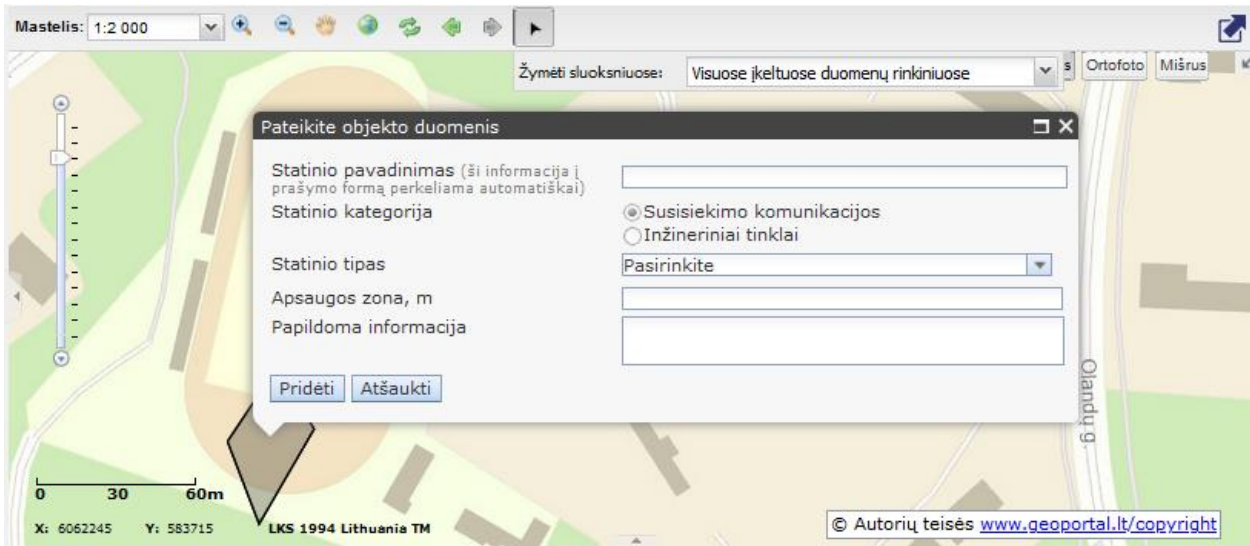 Mastelis: 1:2 000
Žymėti sluoksniuose: Visuose įkeltuose duomenų rinkiniuose
s Ortofoto Mišrus
Pateikite objekto duomenis
Statinio pavadinimas (ši informacija į
prašymo formą perkeliama automatiškai)
Statinio kategorija
Susisiekimo komunikacijos
Inžineriniai tinklai
Statinio tipas
Pasirinkite
Apsaugos zona, m
Papildoma informacija
Pridėti Atšaukti
Olandų g.
0 30 60m
X: 6062245 Y: 583715 LKS 1994 Lithuania TM
© Autorių teisės www.geoportal.lt/copyright